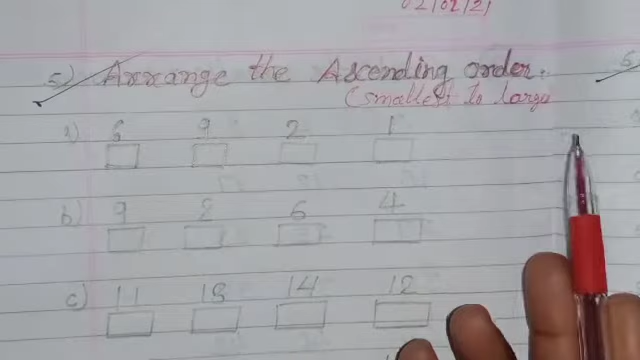 02/02/21
5) Arrange the Ascending order.
(smallest to large
a) 6 9 2 1
b) 9 8 6 4
c) 11 18 14 12